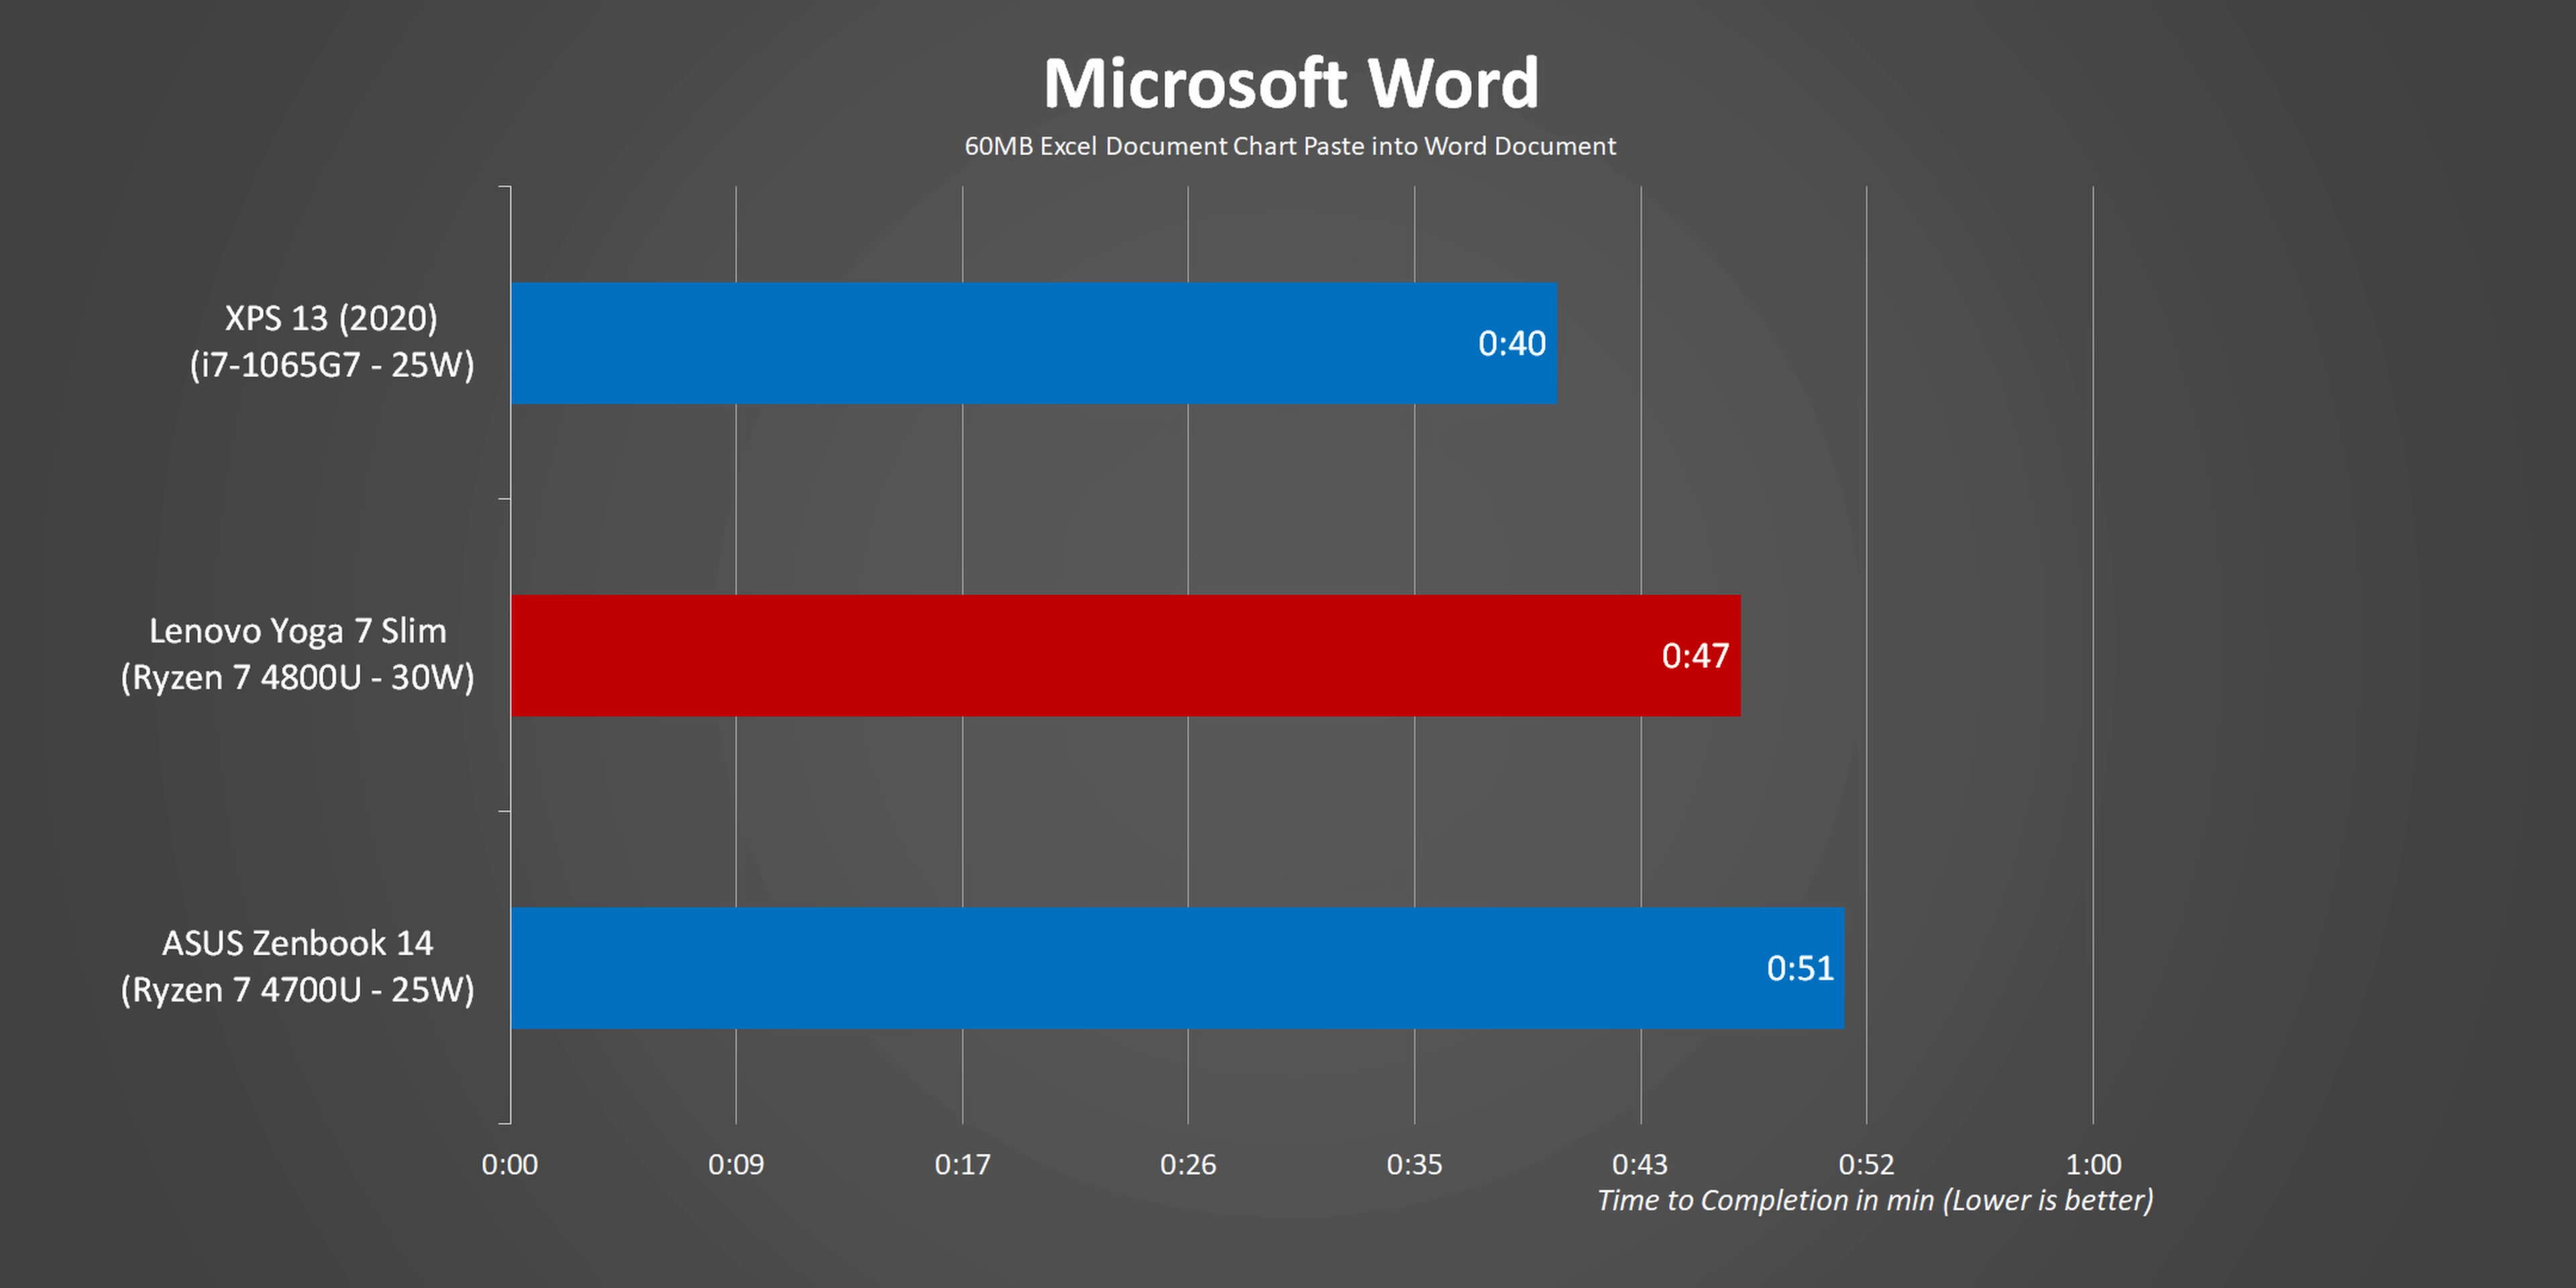 Microsoft Word
60MB Excel Document Chart Paste into Word Document
XPS 13 (2020)
(i7-1065G7 - 25W)
0:40
Lenovo Yoga 7 Slim
(Ryzen 7 4800U - 30W)
0:47
ASUS Zenbook 14
(Ryzen 7 4700U - 25W)
0:51
0:00 0:09 0:17 0:26 0:35 0:43 0:52 1:00
Time to Completion in min (Lower is better)